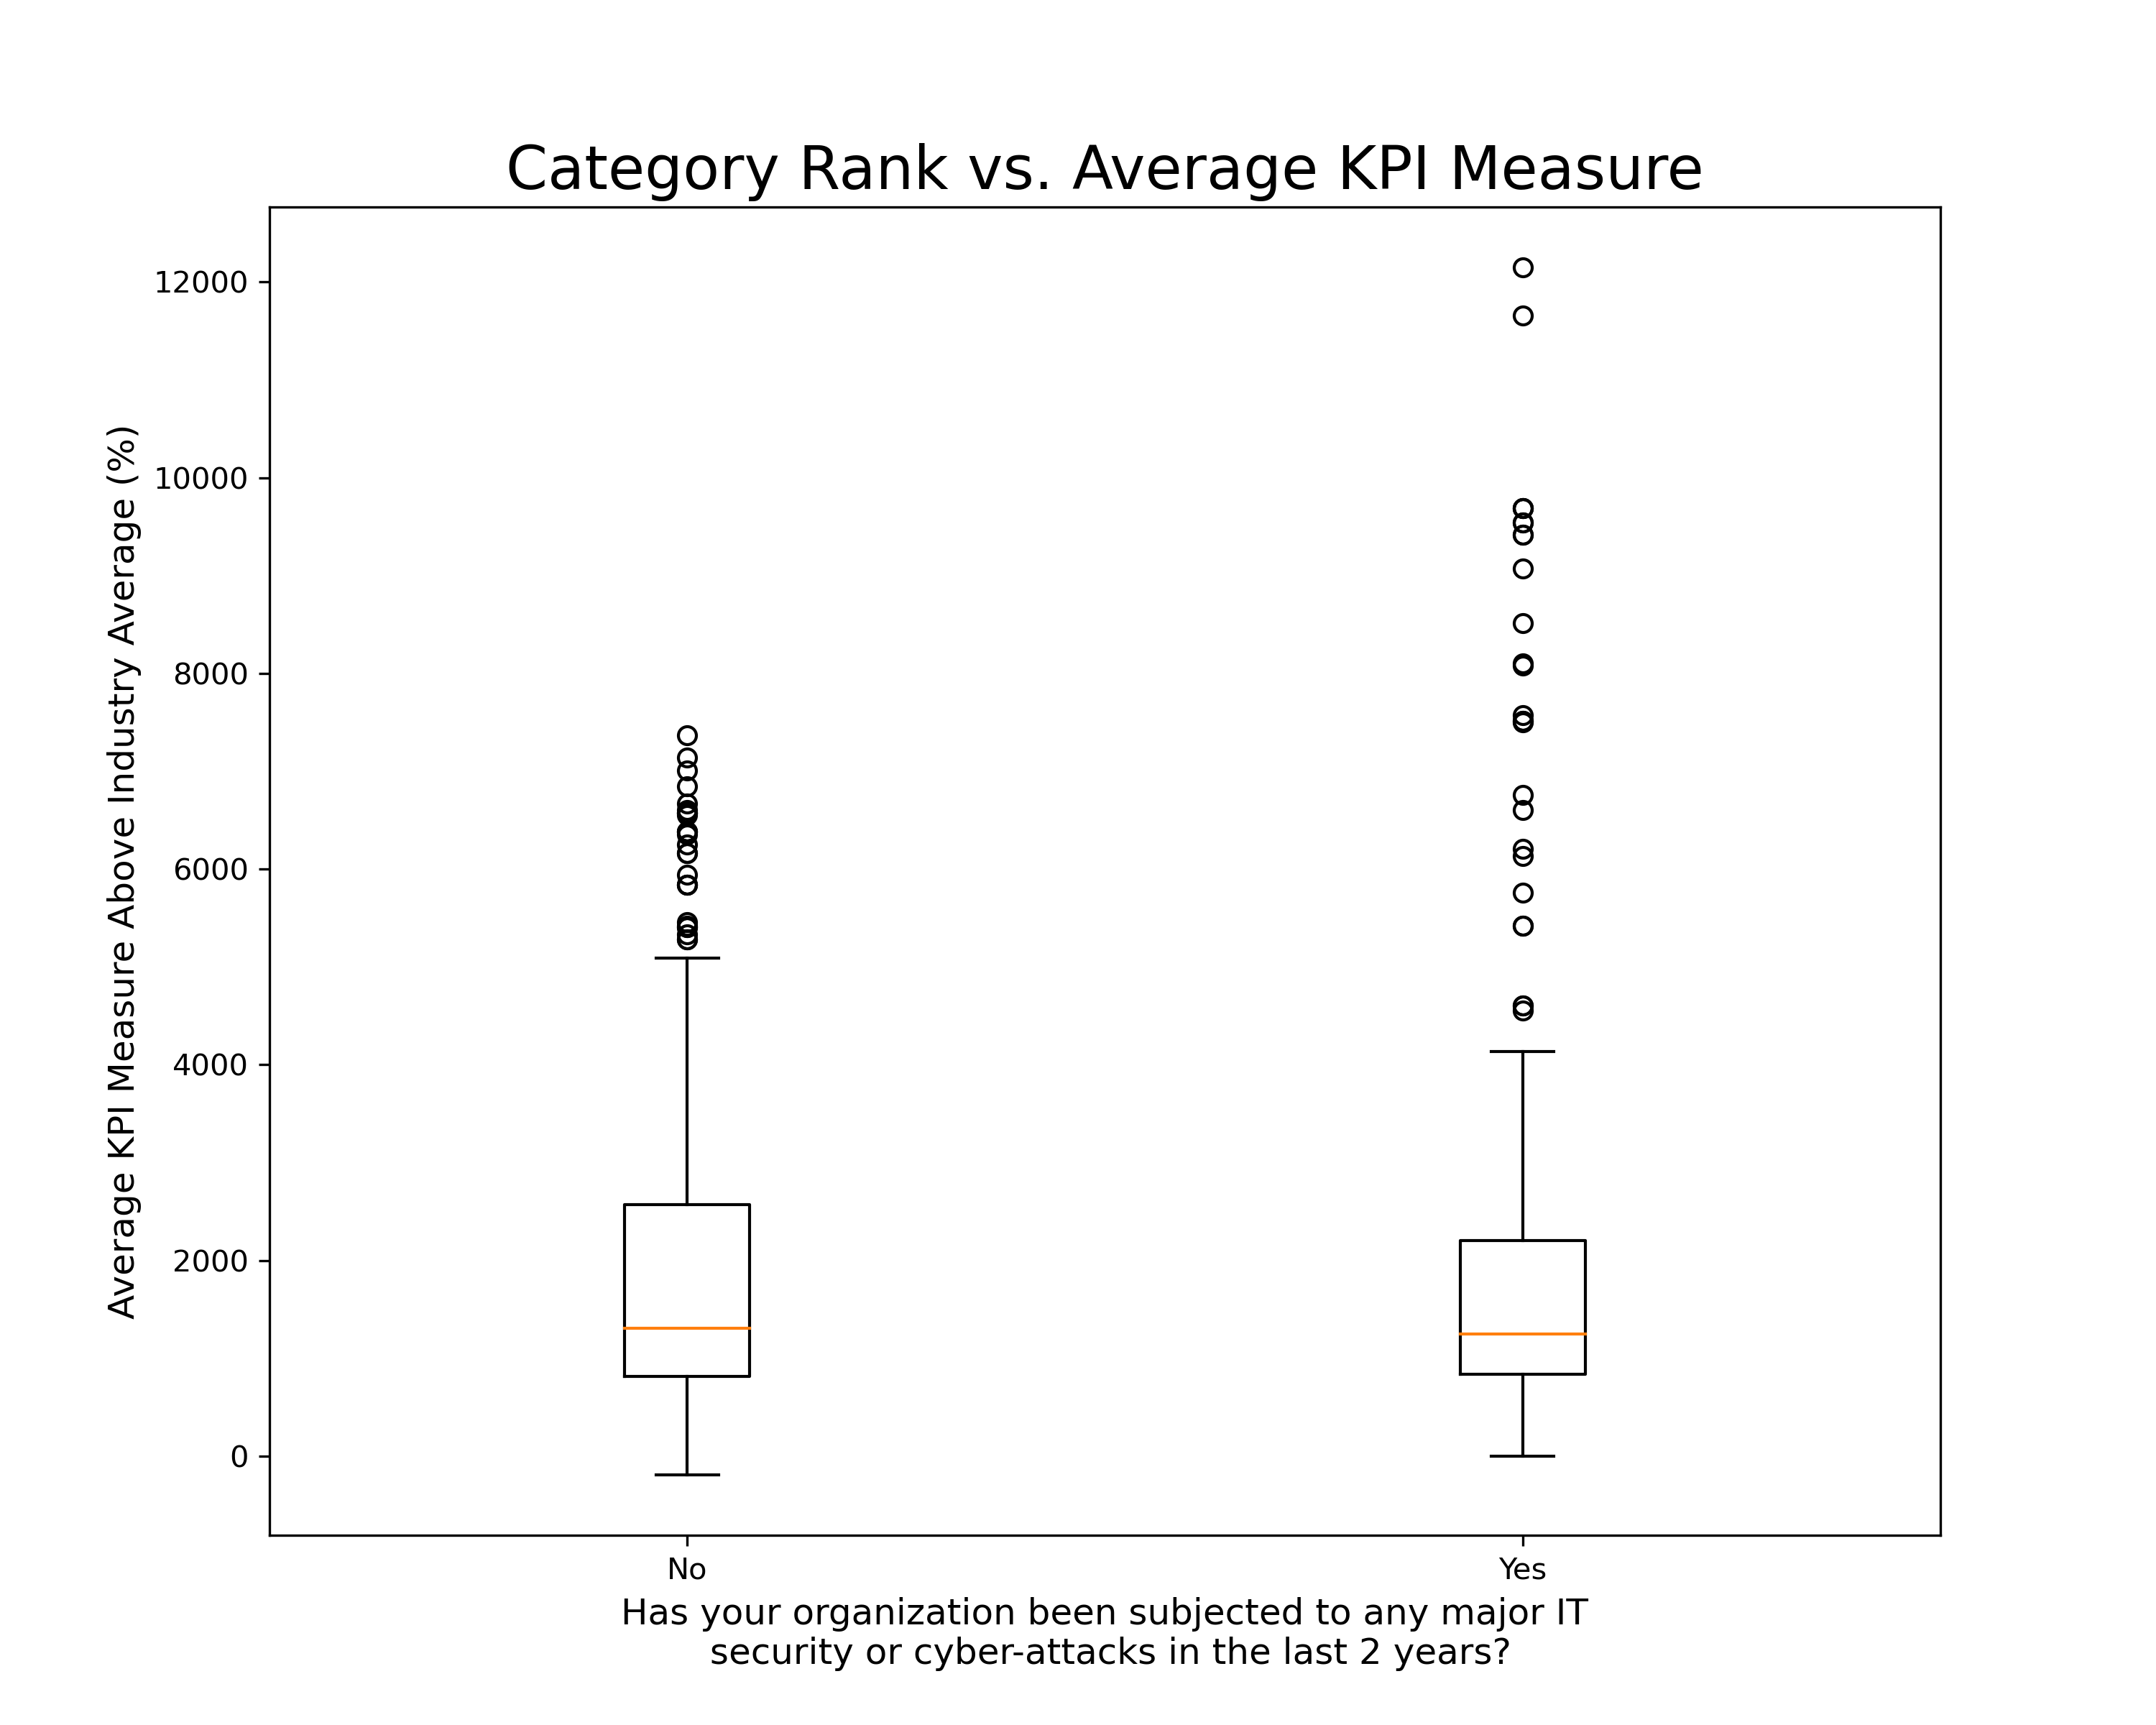 Category Rank vs. Average KPI Measure
Average KPI Measure Above Industry Average (%)
12000
10000
8000
6000
4000
2000
0
No
Yes
Has your organization been subjected to any major IT
security or cyber-attacks in the last 2 years?